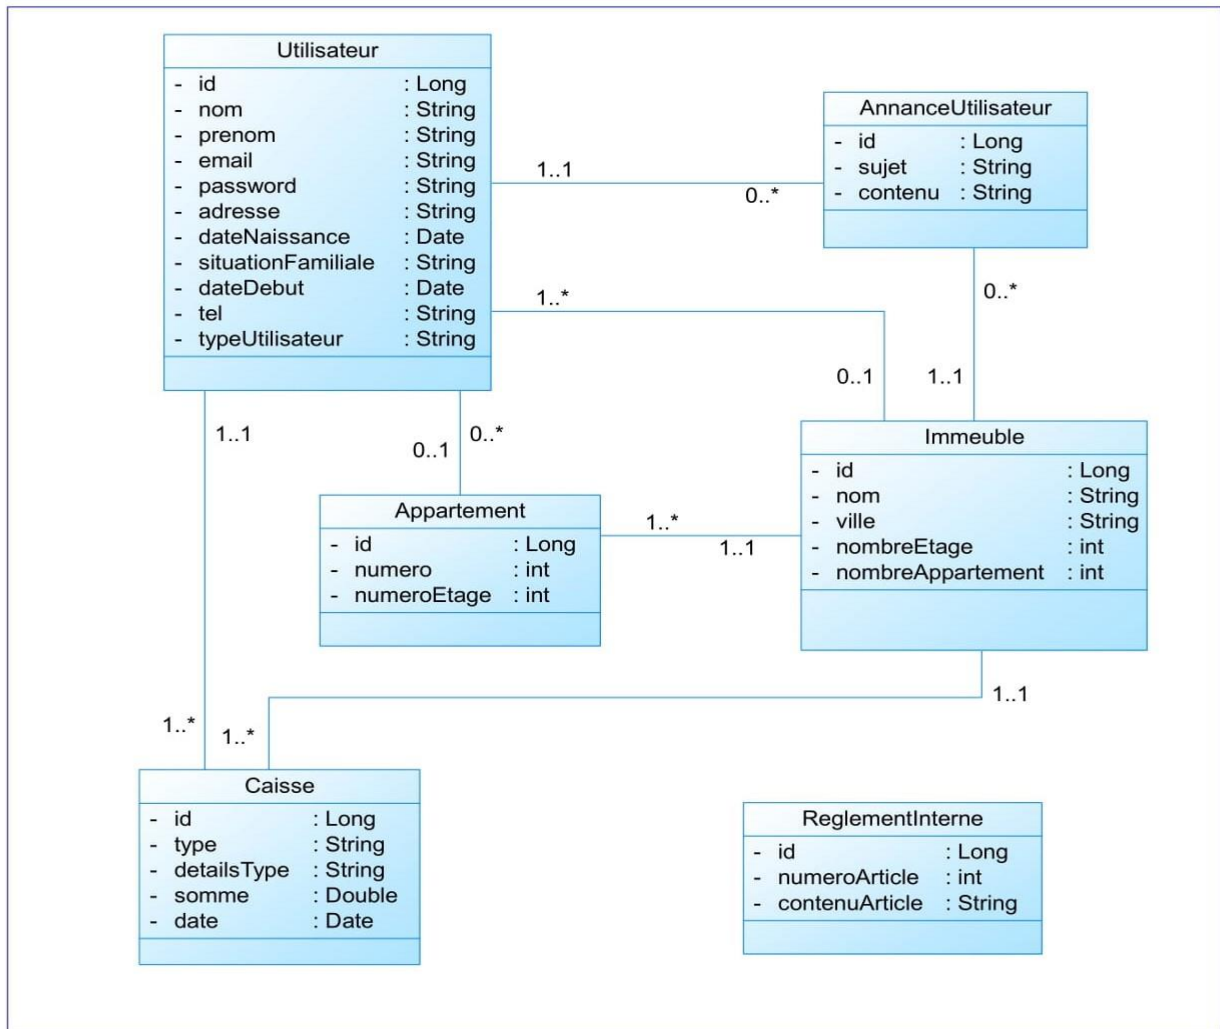 Utilisateur
- id : Long
- nom : String
- prenom : String
- email : String
- password : String
- adresse : String
- dateNaissance : Date
- situationFamiliale : String
- dateDebut : Date
- tel : String
- typeUtilisateur : String
AnnanceUtilisateur
- id : Long
- sujet : String
- contenu : String
1..1
0..*
1..*
0..1
0..*
1..1
1..1
0..*
0..1
Appartement
- id : Long
- numero : int
- numeroEtage : int
1..*
1..1
Immeuble
- id : Long
- nom : String
- ville : String
- nombreEtage : int
- nombreAppartement : int
1..1
1..*
1..*
Caisse
- id : Long
- type : String
- detailsType : String
- somme : Double
- date : Date
ReglementInterne
- id : Long
- numeroArticle : int
- contenuArticle : String